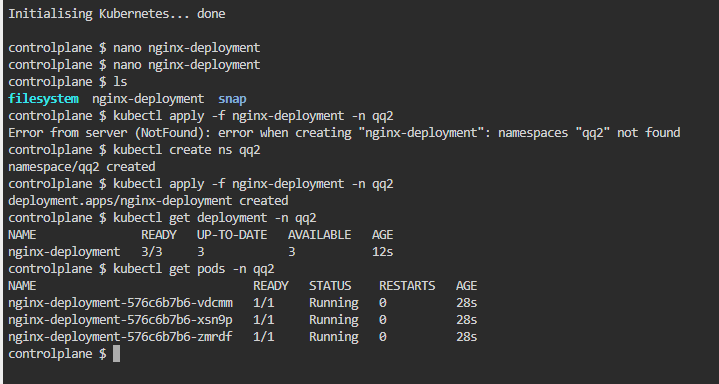 Initialising Kubernetes... done
controlplane $ nano nginx-deployment
controlplane $ nano nginx-deployment
controlplane $ ls
filesystem  nginx-deployment  snap
controlplane $ kubectl apply -f nginx-deployment -n qq2
Error from server (NotFound): error when creating "nginx-deployment": namespaces "qq2" not found
controlplane $ kubectl create ns qq2
namespace/qq2 created
controlplane $ kubectl apply -f nginx-deployment -n qq2
deployment.apps/nginx-deployment created
controlplane $ kubectl get deployment -n qq2
NAME               READY   UP-TO-DATE   AVAILABLE   AGE
nginx-deployment   3/3     3            3           12s
controlplane $ kubectl get pods -n qq2
NAME                                READY   STATUS    RESTARTS   AGE
nginx-deployment-576c6b7b6-vdcmm   1/1     Running   0          28s
nginx-deployment-576c6b7b6-xsn9p   1/1     Running   0          28s
nginx-deployment-576c6b7b6-zmrdf   1/1     Running   0          28s
controlplane $